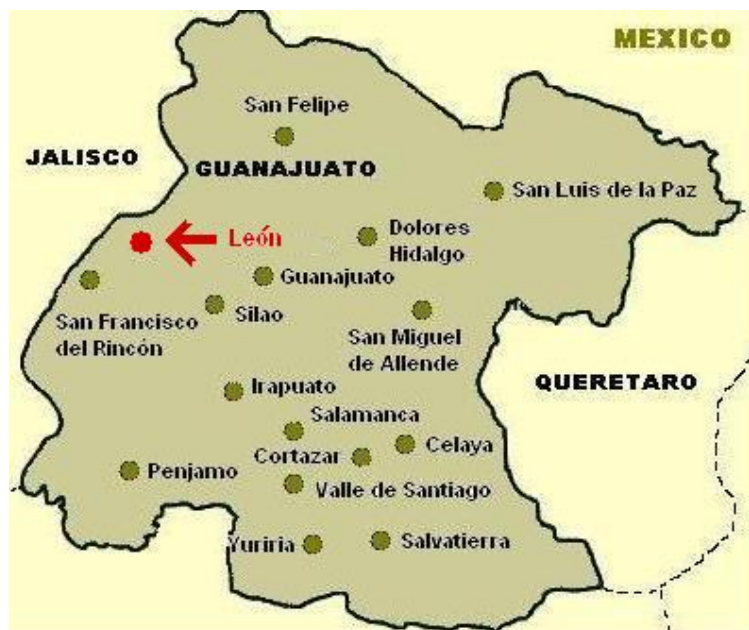 MEXICO
San Felipe
JALISCO
GUANAJUATO
San Luis de la Paz
León
Dolores
Hidalgo
Guanajuato
San Francisco
del Rincón
Silao
San Miguel
de Allende
Irapuato
QUERETARO
Salamanca
Cortazar
Celaya
Penjamo
Valle de Santiago
Yuriria
Salvatierra